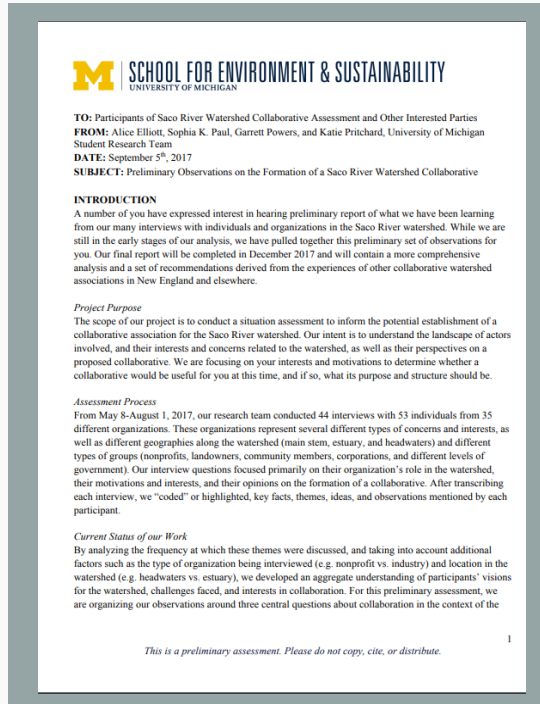 M SCHOOL FOR ENVIRONMENT & SUSTAINABILITY
UNIVERSITY OF MICHIGAN
TO: Participants of Saco River Watershed Collaborative Assessment and Other Interested Parties
FROM: Alice Elliott, Sophia K. Paul, Garrett Powers, and Katie Pritchard, University of Michigan
Student Research Team
DATE: September 5th, 2017
SUBJECT: Preliminary Observations on the Formation of a Saco River Watershed Collaborative
INTRODUCTION
A number of you have expressed interest in hearing preliminary report of what we have been learning
from our many interviews with individuals and organizations in the Saco River watershed. While we are
still in the early stages of our analysis, we have pulled together this preliminary set of observations for
you. Our final report will be completed in December 2017 and will contain a more comprehensive
analysis and a set of recommendations derived from the experiences of other collaborative watershed
associations in New England and elsewhere.
Project Purpose
The scope of our project is to conduct a situation assessment to inform the potential establishment of a
collaborative association for the Saco River watershed. Our intent is to understand the landscape of actors
involved, and their interests and concerns related to the watershed, as well as their perspectives on a
proposed collaborative. We are focusing on your interests and motivations to determine whether a
collaborative would be useful for you at this time, and if so, what its purpose and structure should be.
Assessment Process
From May 8-August 1, 2017, our research team conducted 44 interviews with 53 individuals from 35
different organizations. These organizations represent several different types of concerns and interests, as
well as different geographies along the watershed (main stem, estuary, and headwaters) and different
types of groups (nonprofits, landowners, community members, corporations, and different levels of
government). Our interview questions focused primarily on their organization's role in the watershed,
their motivations and interests, and their opinions on the formation of a collaborative. After transcribing
each interview, we "coded" or highlighted, key facts, themes, ideas, and observations mentioned by each
participant.
Current Status of our Work
By analyzing the frequency at which these themes were discussed, and taking into account additional
factors such as the type of organization being interviewed (e.g. nonprofit vs. industry) and location in the
watershed (e.g. headwaters vs. estuary), we developed an aggregate understanding of participants' visions
for the watershed, challenges faced, and interests in collaboration. For this preliminary assessment, we
are organizing our observations around three central questions about collaboration in the context of the
1
This is a preliminary assessment. Please do not copy, cite, or distribute.